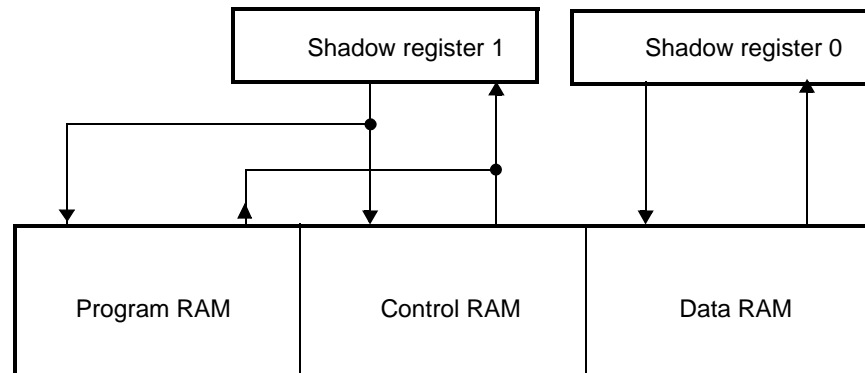 Shadow register 1
Shadow register 0
Program RAM
Control RAM
Data RAM